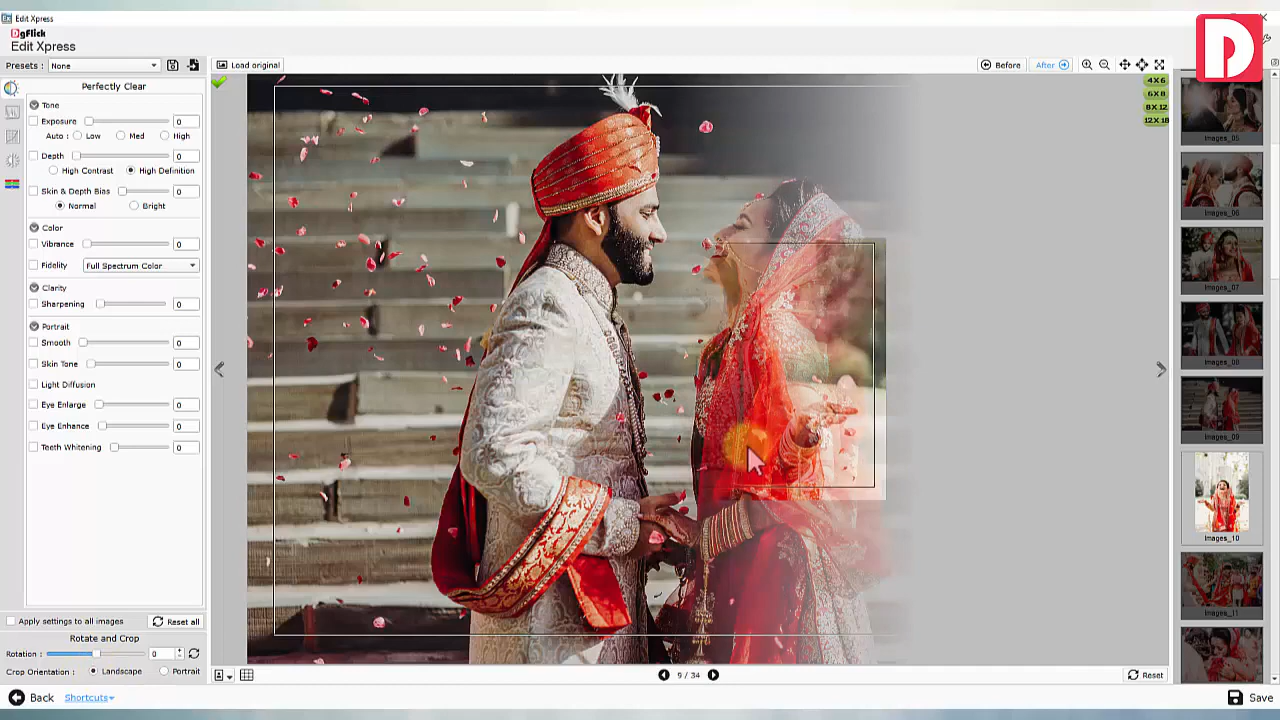 Edit Xpress
DgFlick
Edit Xpress
D
Presets : None
Load original
Before
After
Perfectly Clear
Tone
Exposure 0
Auto : Low Med High
Depth 0
High Contrast High Definition
Skin & Depth Bias 0
Normal Bright
Color
Vibrance 0
Fidelity Full Spectrum Color
Clarity
Sharpening 0
Portrait
Smooth 0
Skin Tone 0
Light Diffusion
Eye Enlarge 0
Eye Enhance 0
Teeth Whitening 0
Apply settings to all images Reset all
Rotate and Crop
Rotation : 0
Crop Orientation : Landscape Portrait
4X6
6X8
8X12
12X18
Images_05
Images_06
Images_07
Images_08
Images_09
Images_10
Images_11
9 / 34
Reset
Back Shortcuts
Save